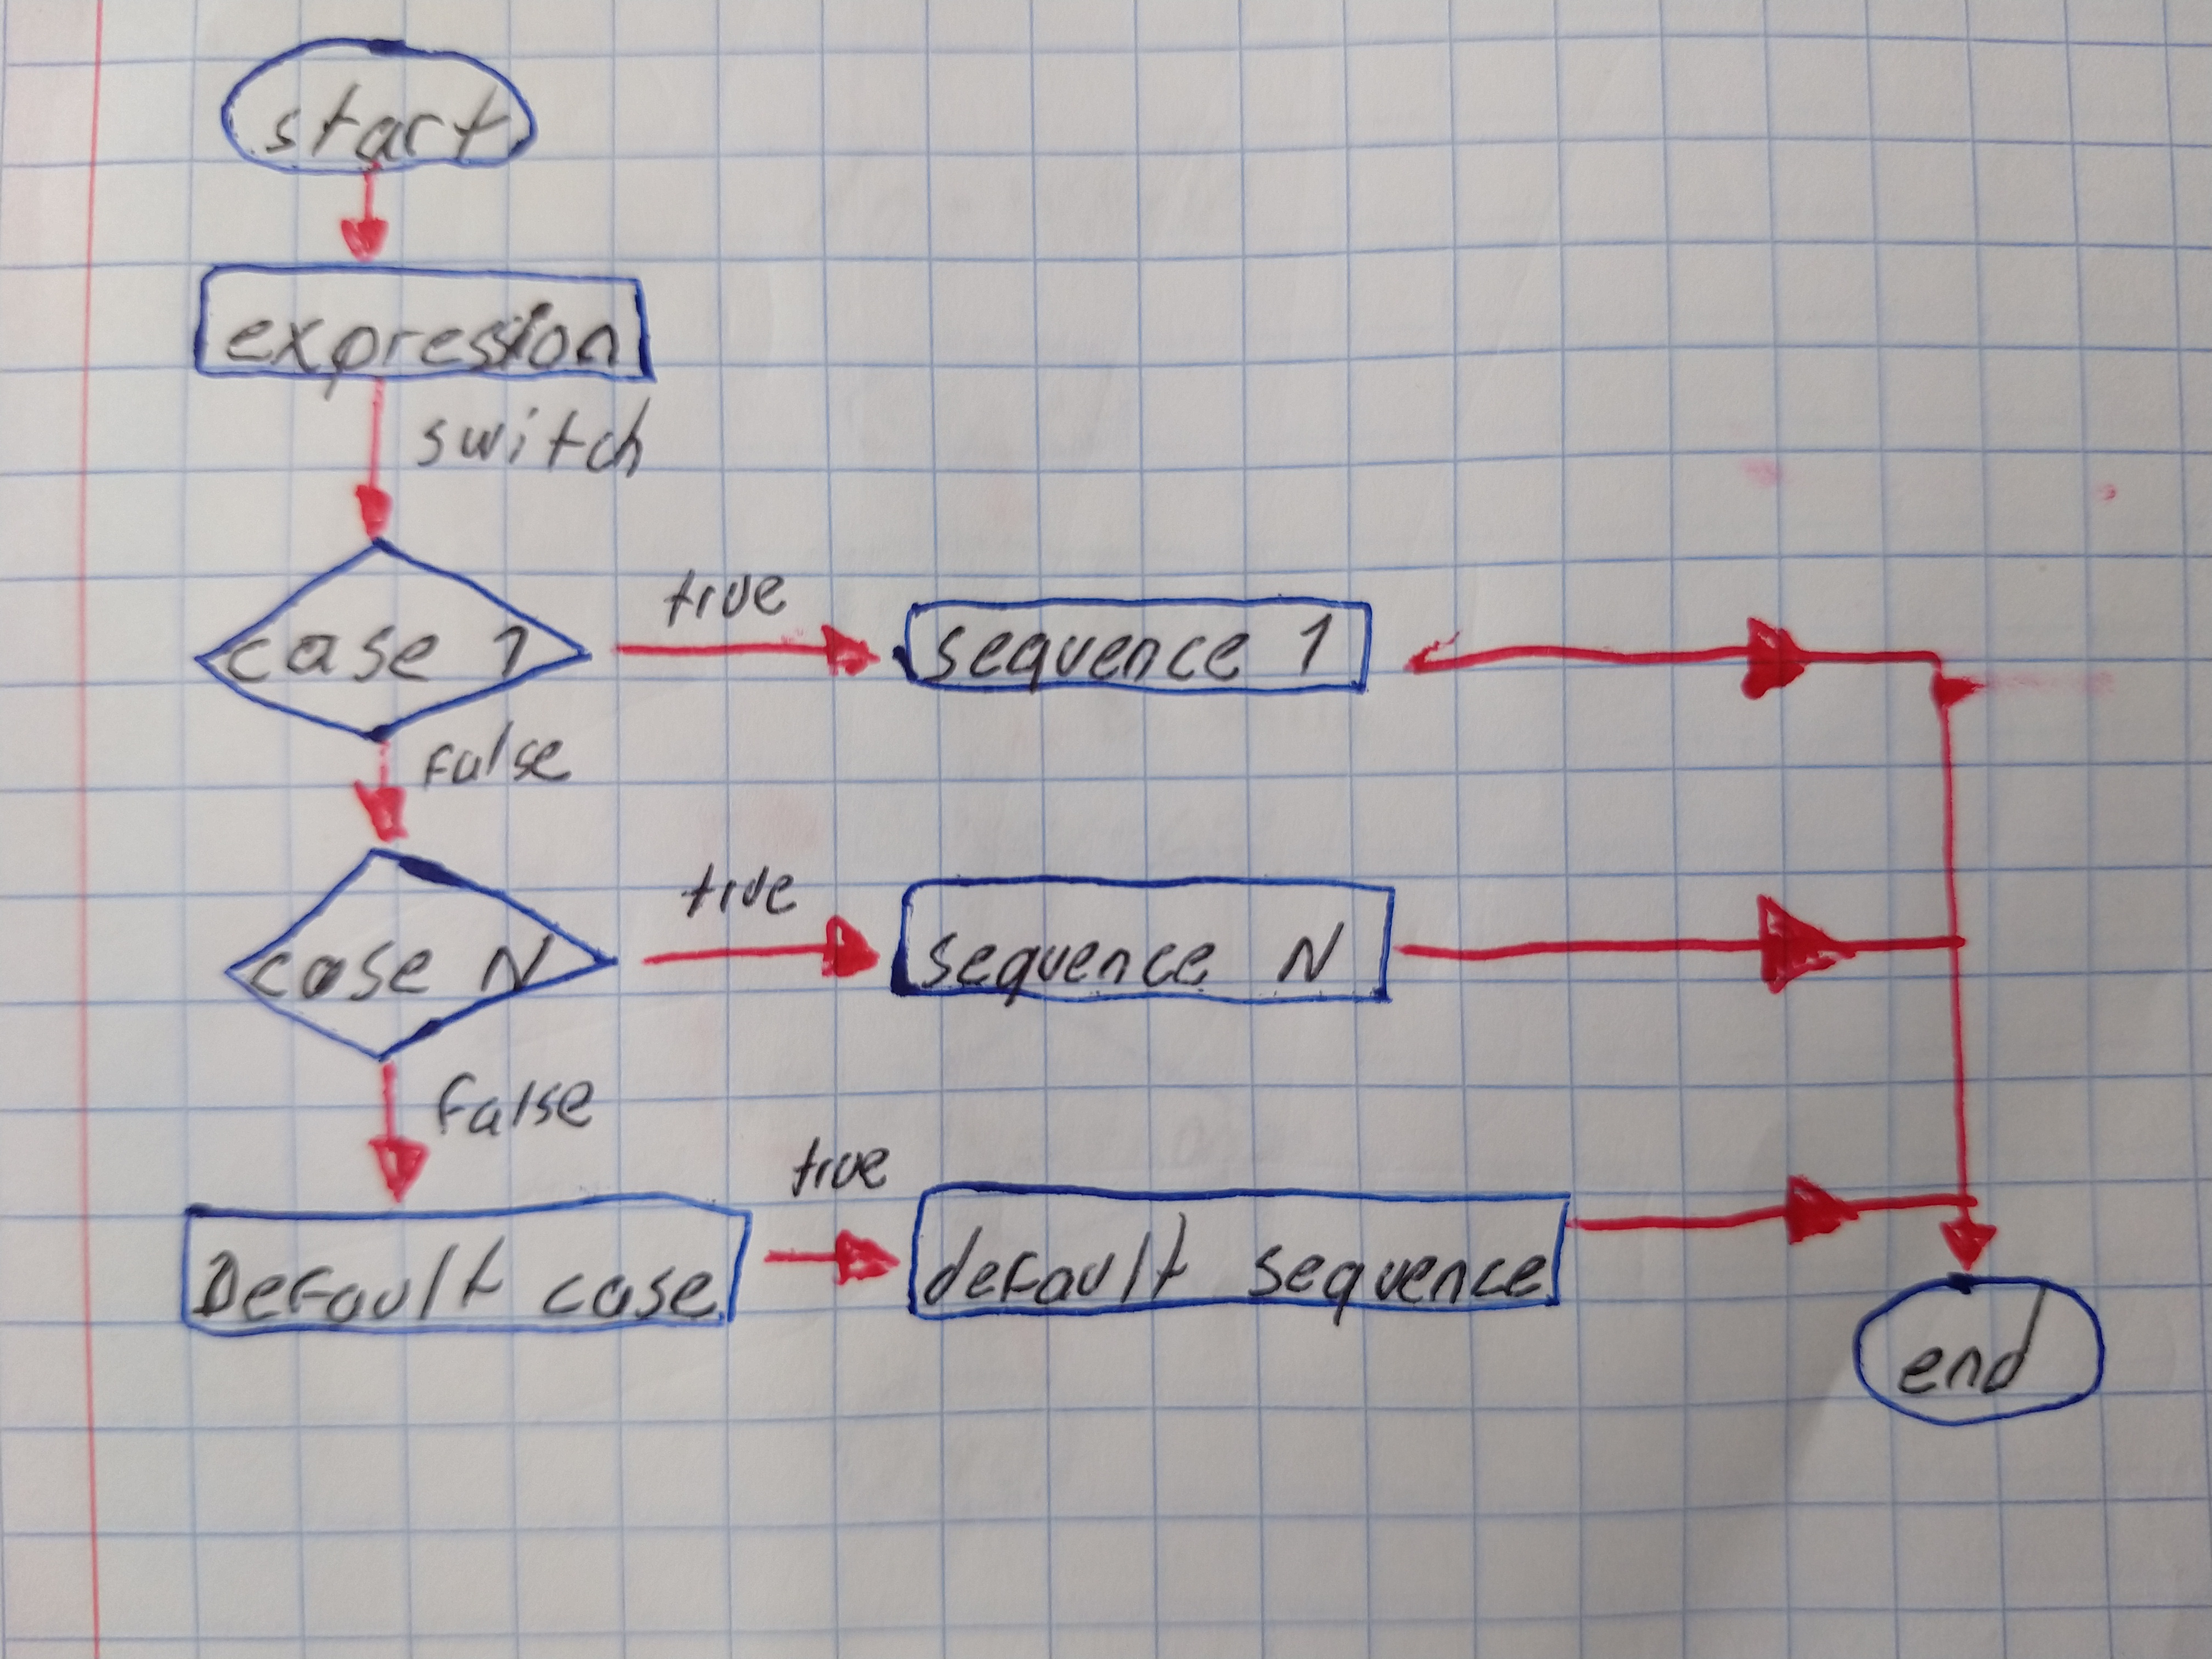 start
expression
switch
case 1
true
sequence 1
false
case N
true
sequence N
false
Default case
true
default sequence
end